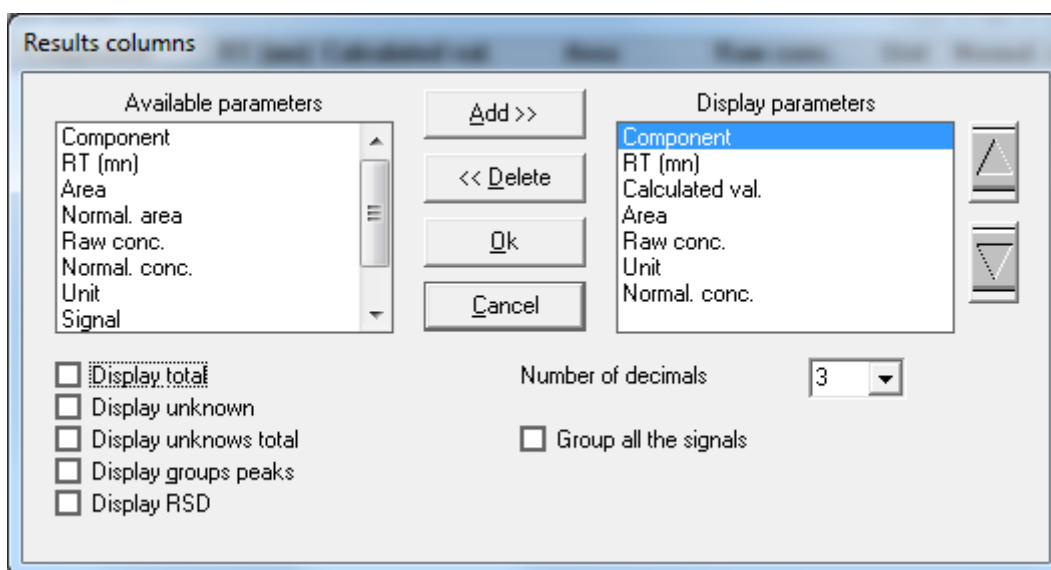 Results columns
Available parameters
Component
RT (mn)
Area
Normal. area
Raw conc.
Normal. conc.
Unit
Signal
Add >>
<< Delete
Ok
Cancel
Display parameters
Component
RT (mn)
Calculated val.
Area
Raw conc.
Unit
Normal. conc.
Display total
Display unknown
Display unknows total
Display groups peaks
Display RSD
Number of decimals 3
Group all the signals